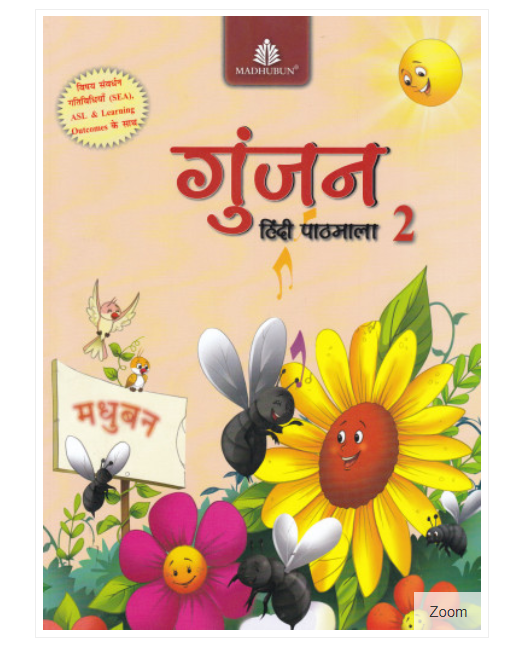 MADHUBUN®
विषय संवर्धन
गतिविधियाँ (SEA),
ASL & Learning
Outcomes के साथ
गुंजन
हिंदी पाठमाला 2
मधुबन
Zoom